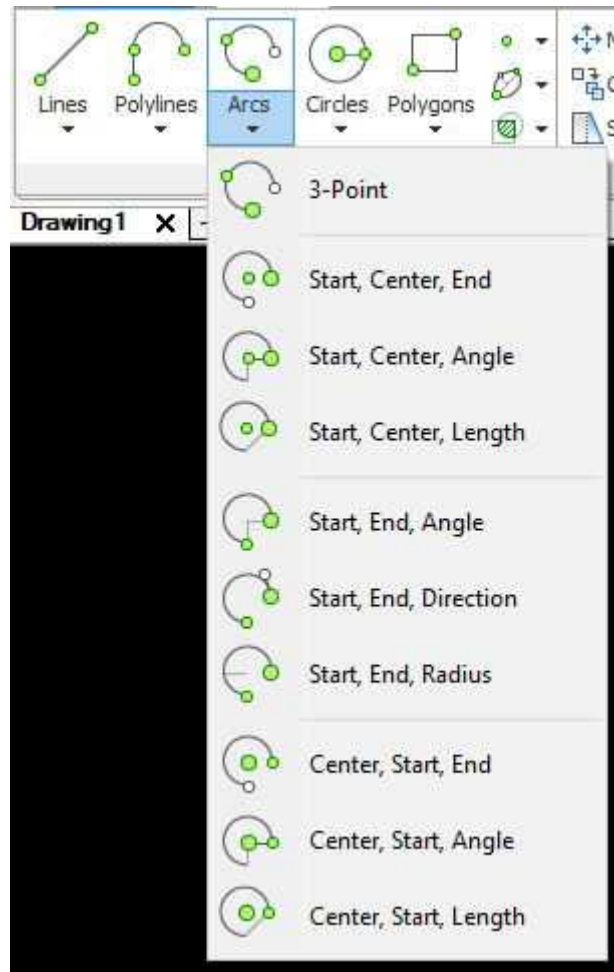 Lines Polylines Arcs Circles Polygons
Drawing1
3-Point
Start, Center, End
Start, Center, Angle
Start, Center, Length
Start, End, Angle
Start, End, Direction
Start, End, Radius
Center, Start, End
Center, Start, Angle
Center, Start, Length